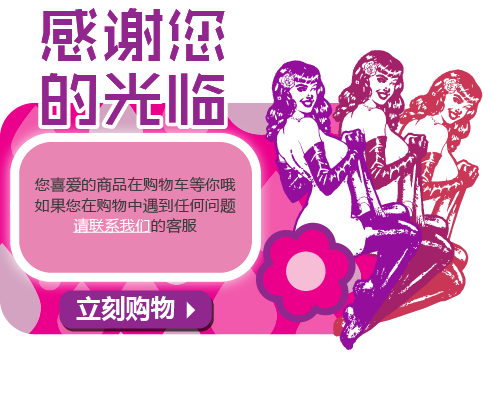 感谢您
的光临
您喜爱的商品在购物车等你哦
如果您在购物中遇到任何问题
请联系我们的客服
立刻购物